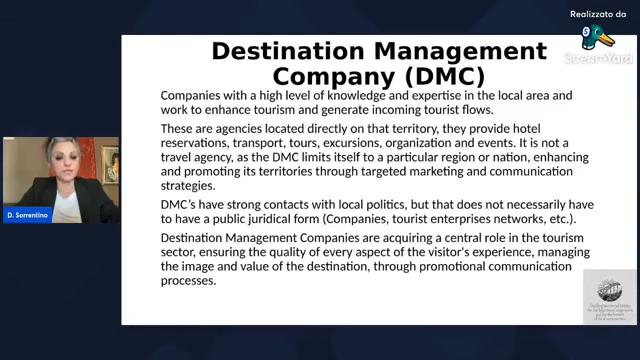 Realizzato da
S
StreamYard
Destination Management
Company (DMC)
Companies with a high level of knowledge and expertise in the local area and
work to enhance tourism and generate incoming tourist flows.
These are agencies located directly on that territory, they provide hotel
reservations, transport, tours, excursions, organization and events. It is not a
travel agency, as the DMC limits itself to a particular region or nation, enhancing
and promoting its territories through targeted marketing and communication
strategies.
DMC's have strong contacts with local politics, but that does not necessarily have
to have a public juridical form (Companies, tourist enterprises networks, etc.).
Destination Management Companies are acquiring a central role in the tourism
sector, ensuring the quality of every aspect of the visitor's experience, managing
the image and value of the destination, through promotional communication
processes.
D. Sorrentino